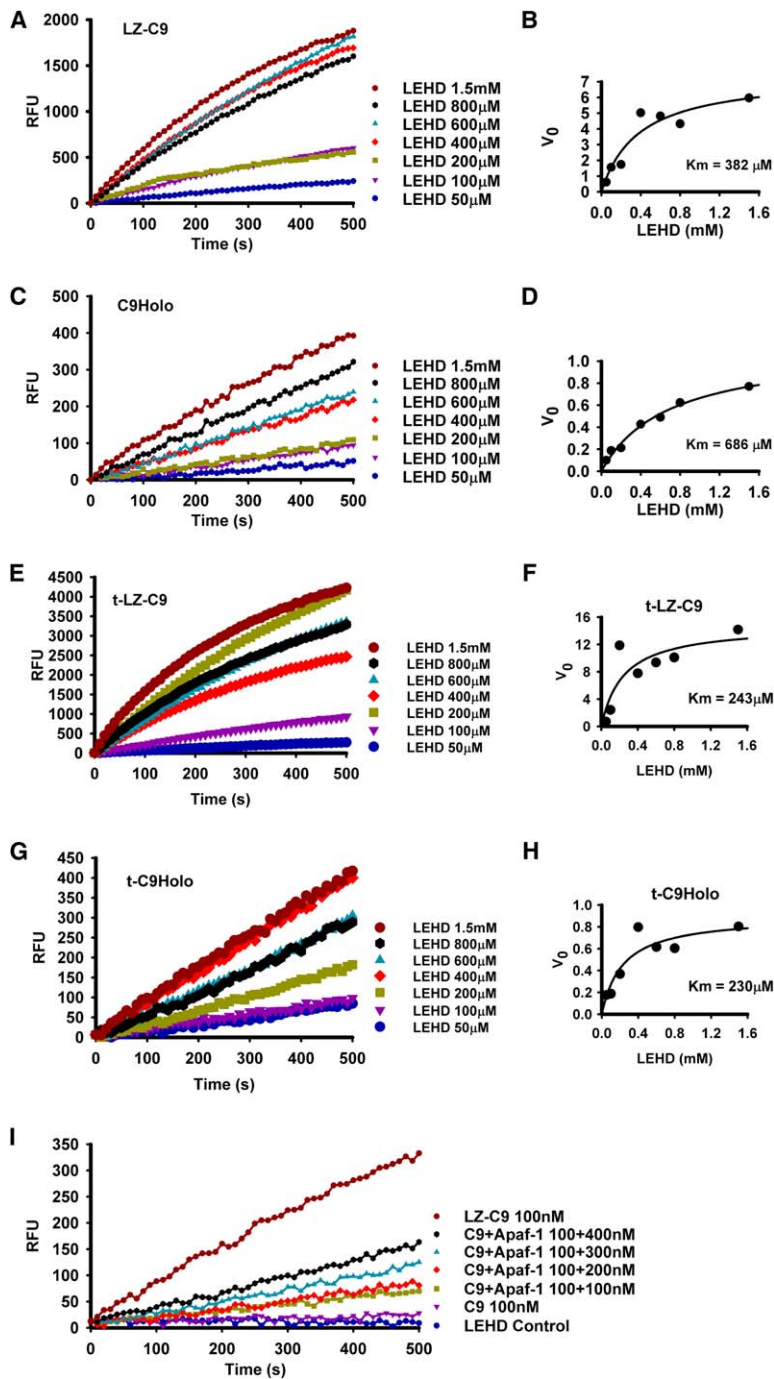 A
LZ-C9
RFU
2000
1500
1000
500
0
0 100 200 300 400 500
Time (s)
LEHD 1.5mM
LEHD 800μM
LEHD 600μM
LEHD 400μM
LEHD 200μM
LEHD 100μM
LEHD 50μM
B
V0
7
6
5
4
3
2
1
0
0.0 0.4 0.8 1.2 1.6
LEHD (mM)
Km = 382 μM
C
C9Holo
RFU
500
400
300
200
100
0
0 100 200 300 400 500
Time (s)
LEHD 1.5mM
LEHD 800μM
LEHD 600μM
LEHD 400μM
LEHD 200μM
LEHD 100μM
LEHD 50μM
D
V0
1.0
0.8
0.6
0.4
0.2
0.0
0.0 0.4 0.8 1.2 1.6
LEHD (mM)
Km = 686 μM
E
t-LZ-C9
RFU
4500
4000
3500
3000
2500
2000
1500
1000
500
0
0 100 200 300 400 500
Time (s)
LEHD 1.5mM
LEHD 800μM
LEHD 600μM
LEHD 400μM
LEHD 200μM
LEHD 100μM
LEHD 50μM
F
t-LZ-C9
V0
16
12
8
4
0
0.0 0.4 0.8 1.2 1.6
LEHD (mM)
Km = 243μM
G
t-C9Holo
RFU
450
400
350
300
250
200
150
100
50
0
0 100 200 300 400 500
Time (s)
LEHD 1.5mM
LEHD 800μM
LEHD 600μM
LEHD 400μM
LEHD 200μM
LEHD 100μM
LEHD 50μM
H
t-C9Holo
V0
1.0
0.8
0.6
0.4
0.2
0.0
0.0 0.4 0.8 1.2 1.6
LEHD (mM)
Km = 230μM
I
RFU
350
300
250
200
150
100
50
0
0 100 200 300 400 500
Time (s)
LZ-C9 100nM
C9+Apaf-1 100+400nM
C9+Apaf-1 100+300nM
C9+Apaf-1 100+200nM
C9+Apaf-1 100+100nM
C9 100nM
LEHD Control